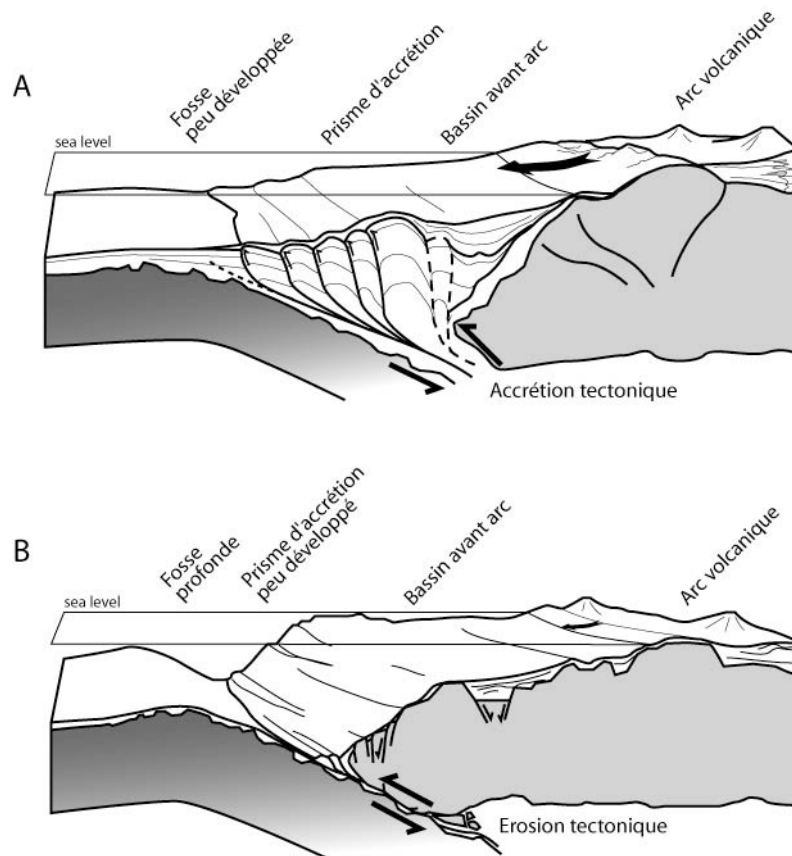 A
Fosse
peu développée
Prisme d'accrétion
Bassin avant arc
Arc volcanique
sea level
Accrétion tectonique
B
Fosse
profonde
Prisme d'accrétion
peu développé
Bassin avant arc
Arc volcanique
sea level
Erosion tectonique